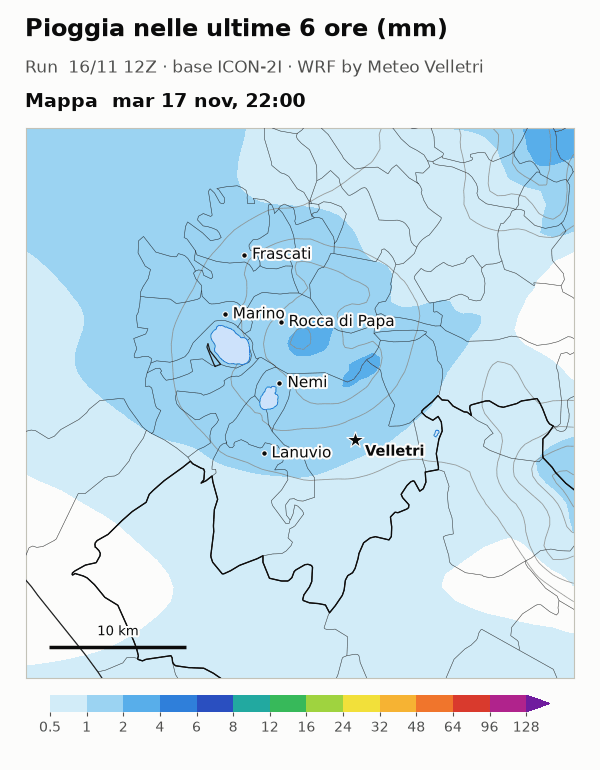 Pioggia nelle ultime 6 ore (mm)
Run  16/11 12Z · base ICON-2I · WRF by Meteo Velletri
Mappa  mar 17 nov, 22:00
Frascati
Marino
Rocca di Papa
Nemi
Velletri
Lanuvio
10 km
0.5 1 2 4 6 8 12 16 24 32 48 64 96 128